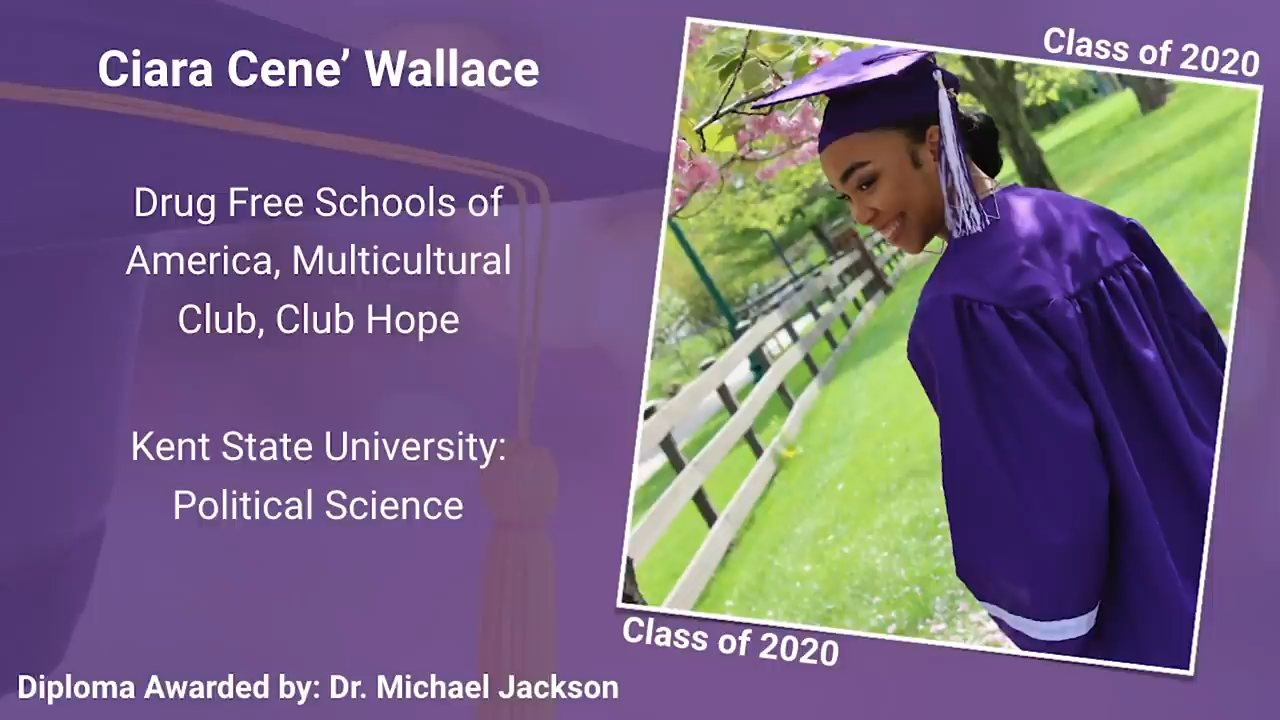 Ciara Cene’ Wallace
Drug Free Schools of
America, Multicultural
Club, Club Hope
Kent State University:
Political Science
Diploma Awarded by: Dr. Michael Jackson
Class of 2020
Class of 2020